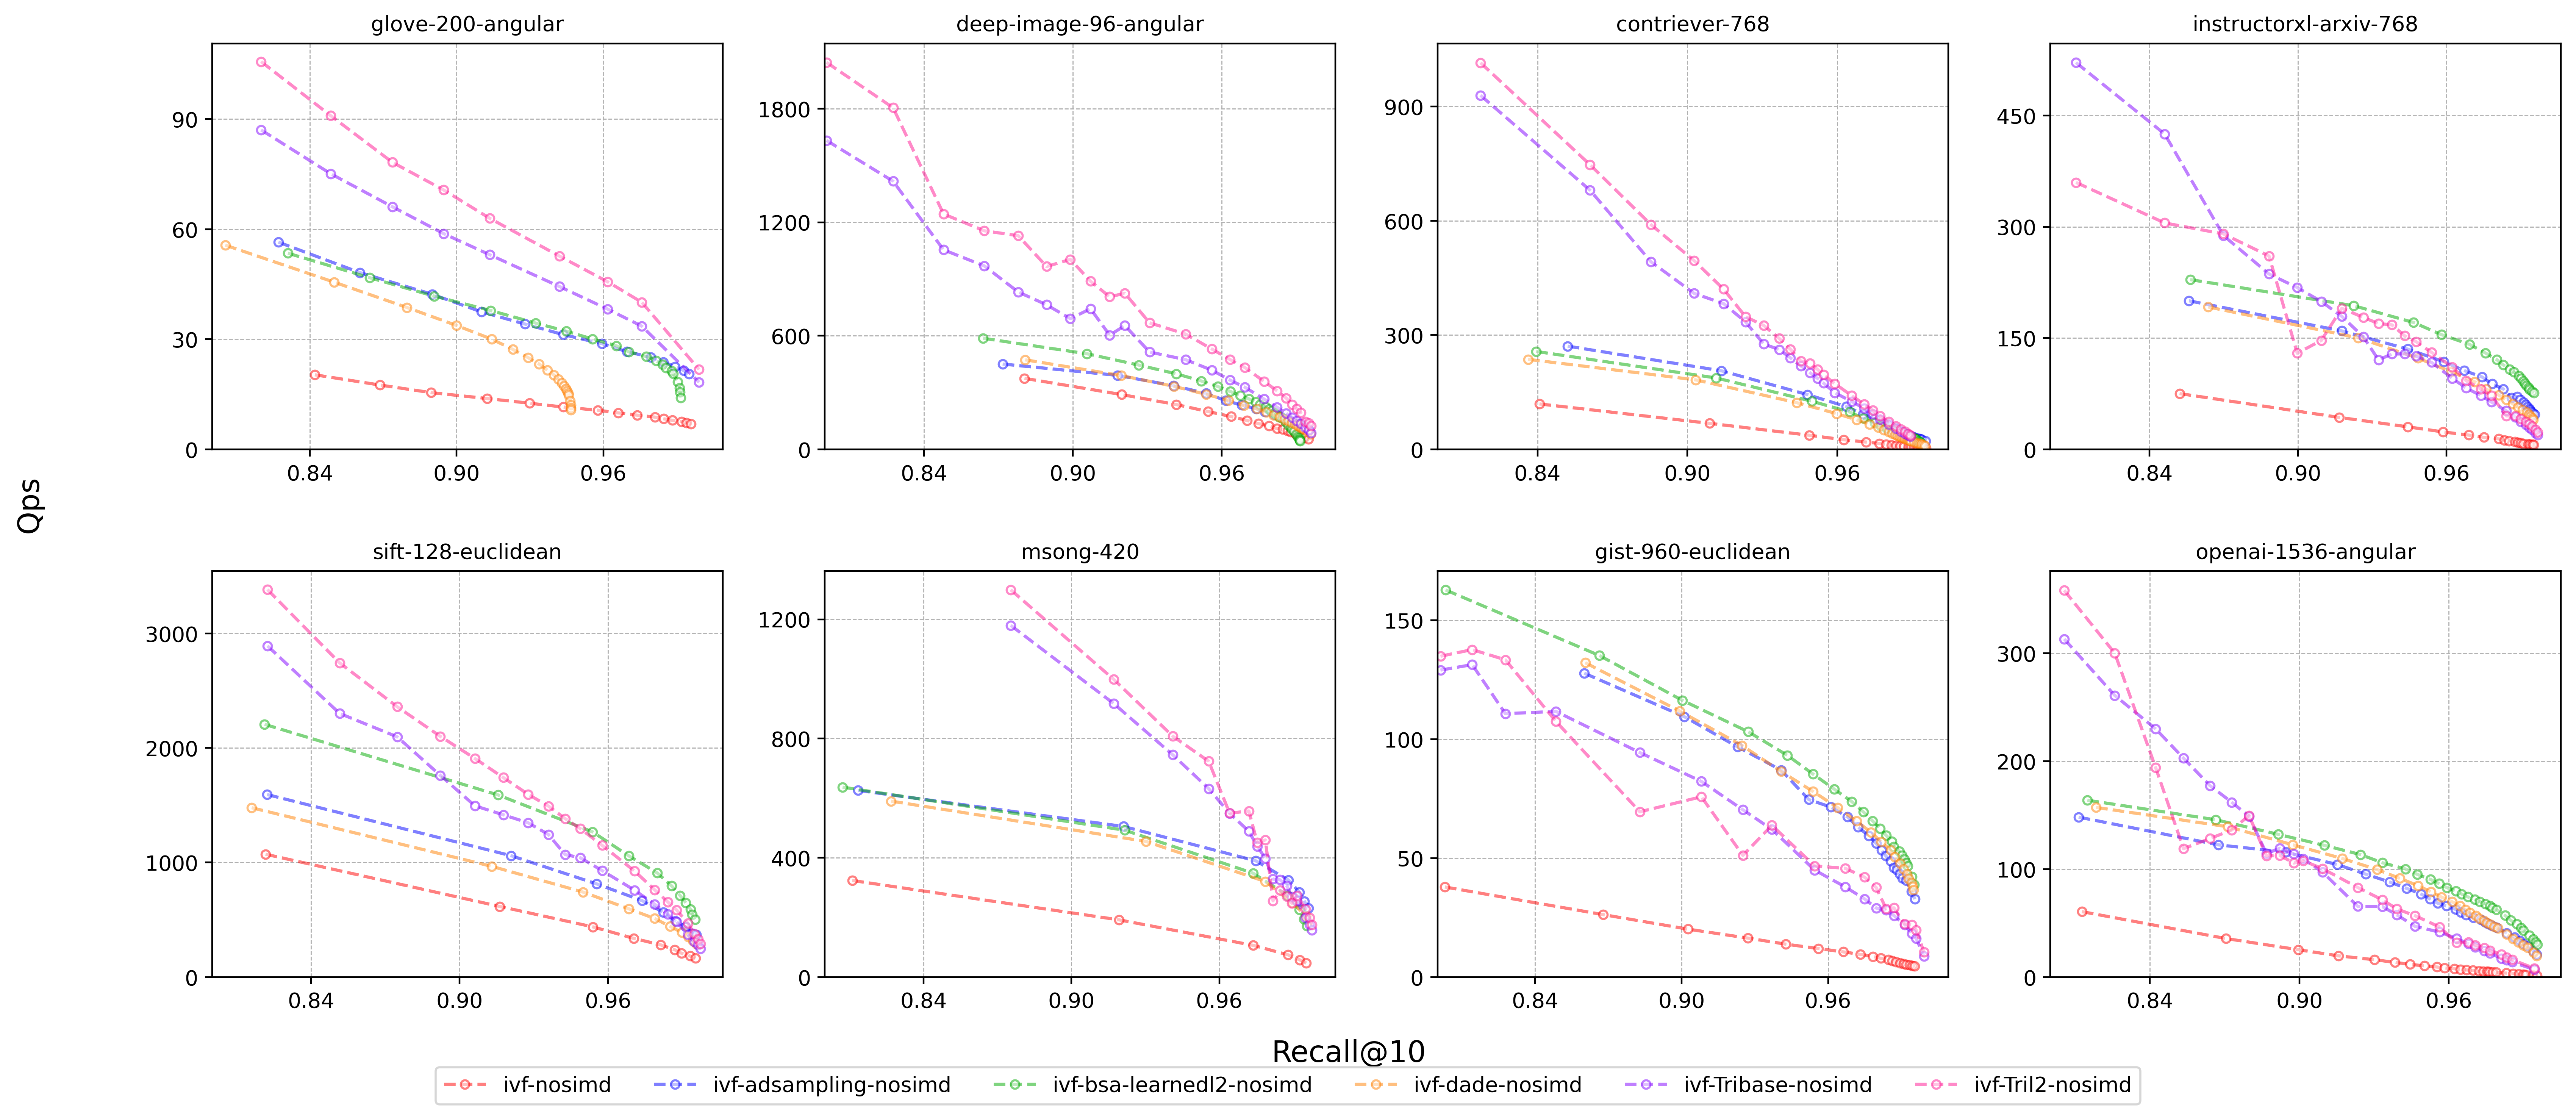 glove-200-angular
deep-image-96-angular
contriever-768
instructorxl-arxiv-768
90
60
30
0
0.84 0.90 0.96
1800
1200
600
0
0.84 0.90 0.96
900
600
300
0
0.84 0.90 0.96
450
300
150
0
0.84 0.90 0.96
Qps
sift-128-euclidean
msong-420
gist-960-euclidean
openai-1536-angular
3000
2000
1000
0
0.84 0.90 0.96
1200
800
400
0
0.84 0.90 0.96
150
100
50
0
0.84 0.90 0.96
300
200
100
0
0.84 0.90 0.96
Recall@10
ivf-nosimd ivf-adsampling-nosimd ivf-bsa-learnedl2-nosimd ivf-dade-nosimd ivf-Tribase-nosimd ivf-Tril2-nosimd